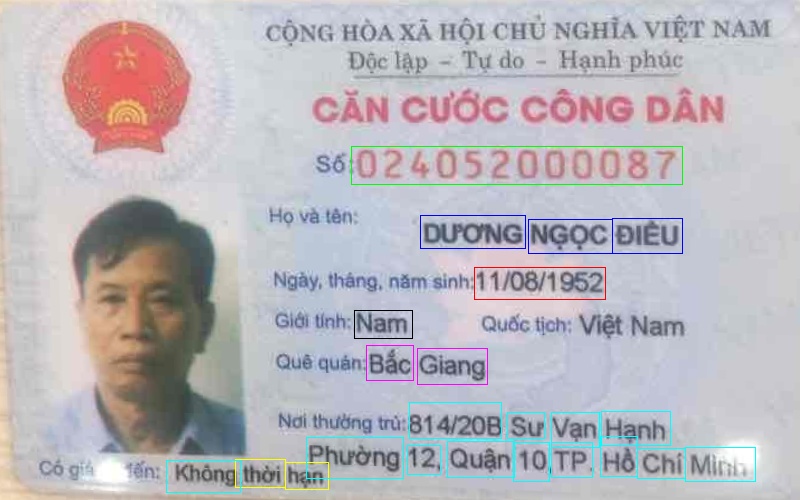 CỘNG HÒA XÃ HỘI CHỦ NGHĨA VIỆT NAM
Độc lập - Tự do - Hạnh phúc
CĂN CƯỚC CÔNG DÂN
Số: 024052000087
Họ và tên:
DƯƠNG NGỌC ĐIÊU
Ngày, tháng, năm sinh: 11/08/1952
Giới tính: Nam Quốc tịch: Việt Nam
Quê quán: Bắc Giang
Nơi thường trú: 814/20B Sư Vạn Hạnh
Phường 12, Quận 10, TP. Hồ Chí Minh
Có giá đến: Không thời hạn